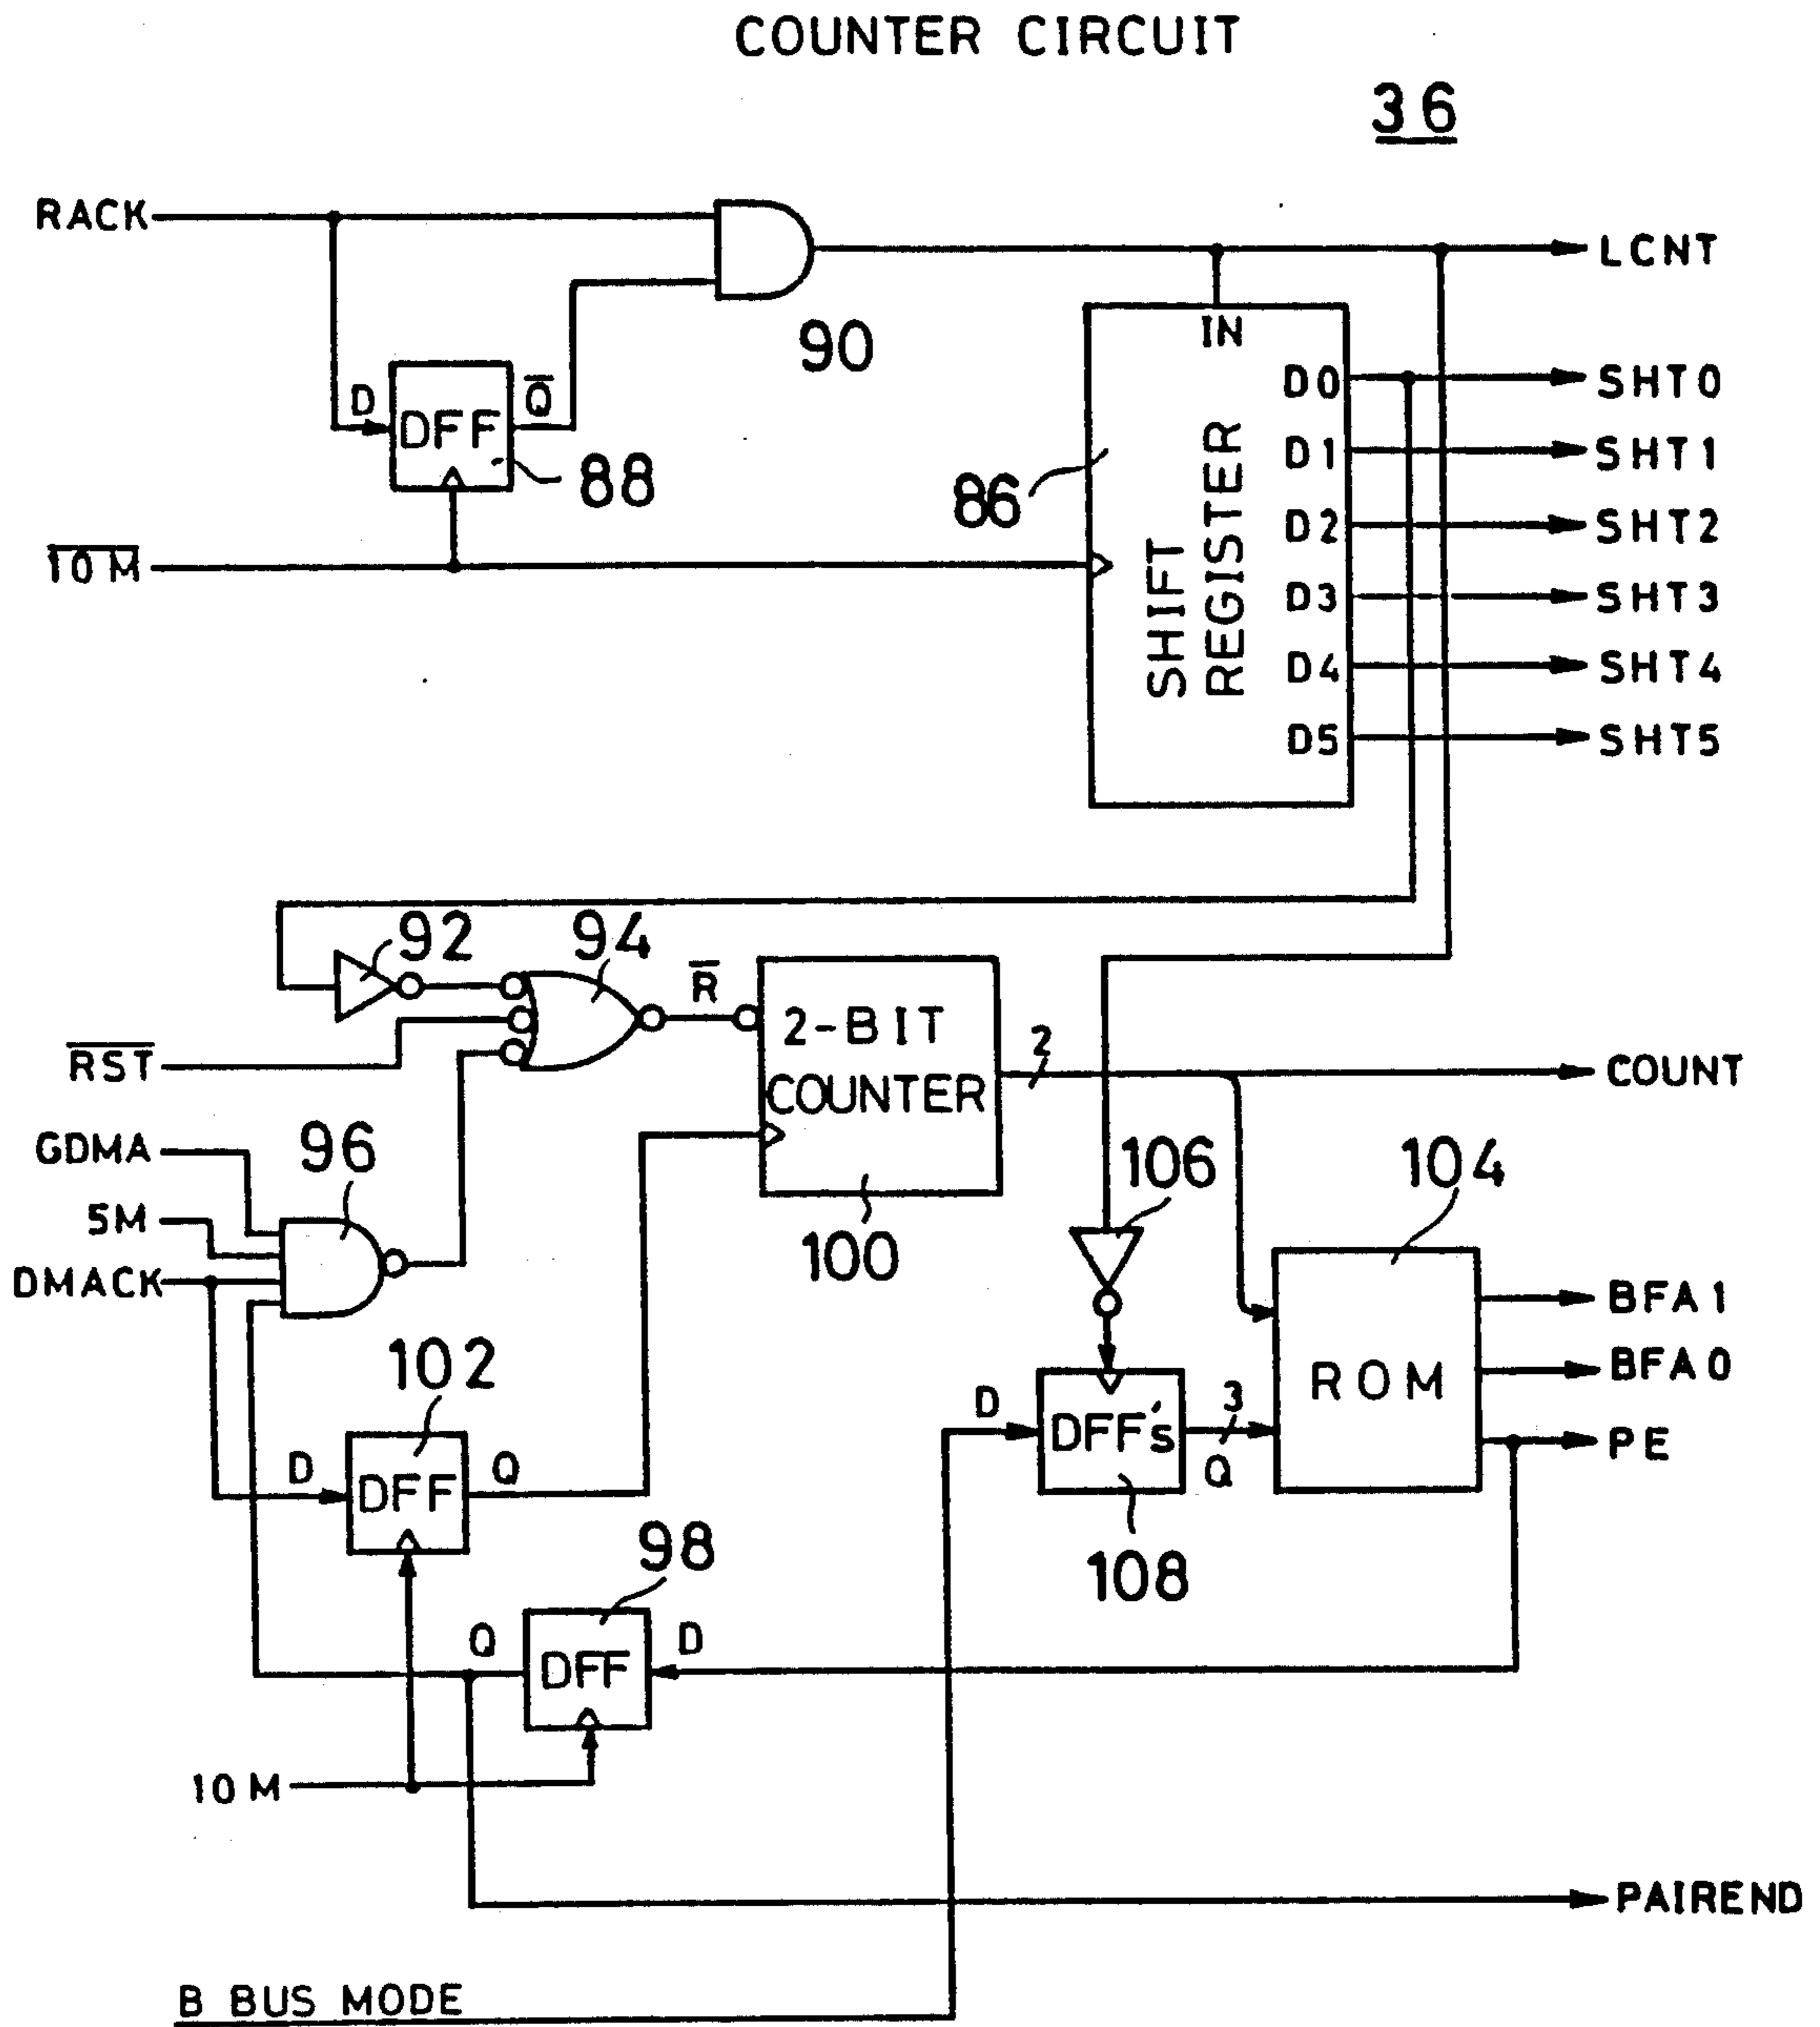 COUNTER CIRCUIT
36
RACK
LCNT
90
IN
D
DFF
Q̅
88
86
SHIFT REGISTER
D0
SHT0
D1
SHT1
D2
SHT2
D3
SHT3
D4
SHT4
D5
SHT5
1̅0̅M̅
92
94
R̅
2-BIT COUNTER
R̅S̅T̅
2
COUNT
GDMA
96
5M
DMACK
100
106
104
ROM
BFA1
BFA0
PE
102
D
DFF
Q
D
DFF's
3
Q
108
98
Q
DFF
D
10M
PAIREND
B BUS MODE